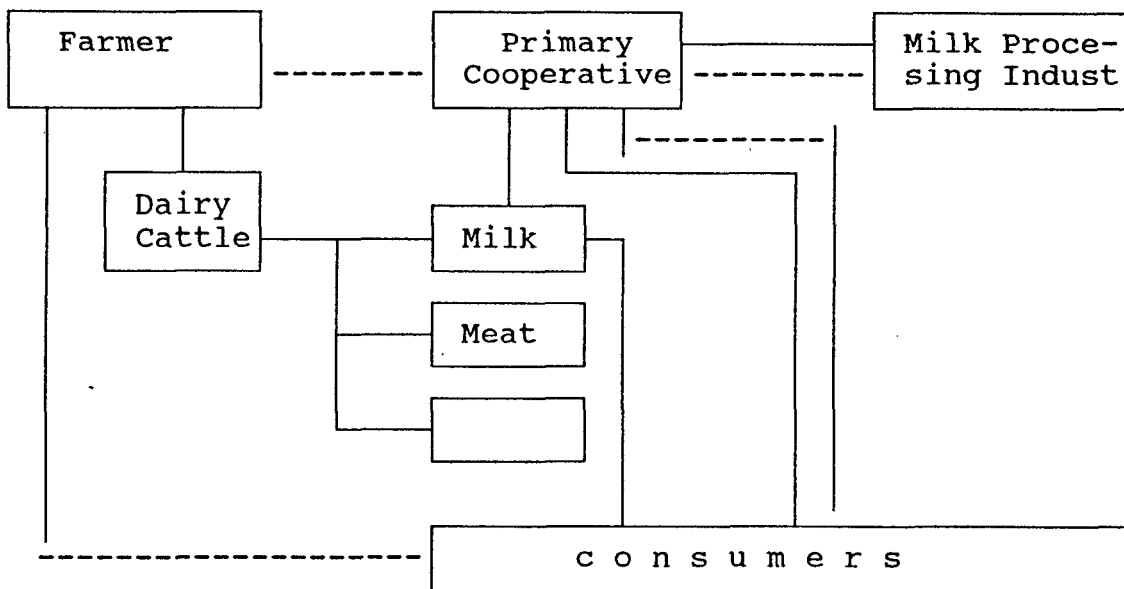 Farmer
Primary
Cooperative
Milk Proce-
sing Indust
Dairy
Cattle
Milk
Meat
c o n s u m e r s